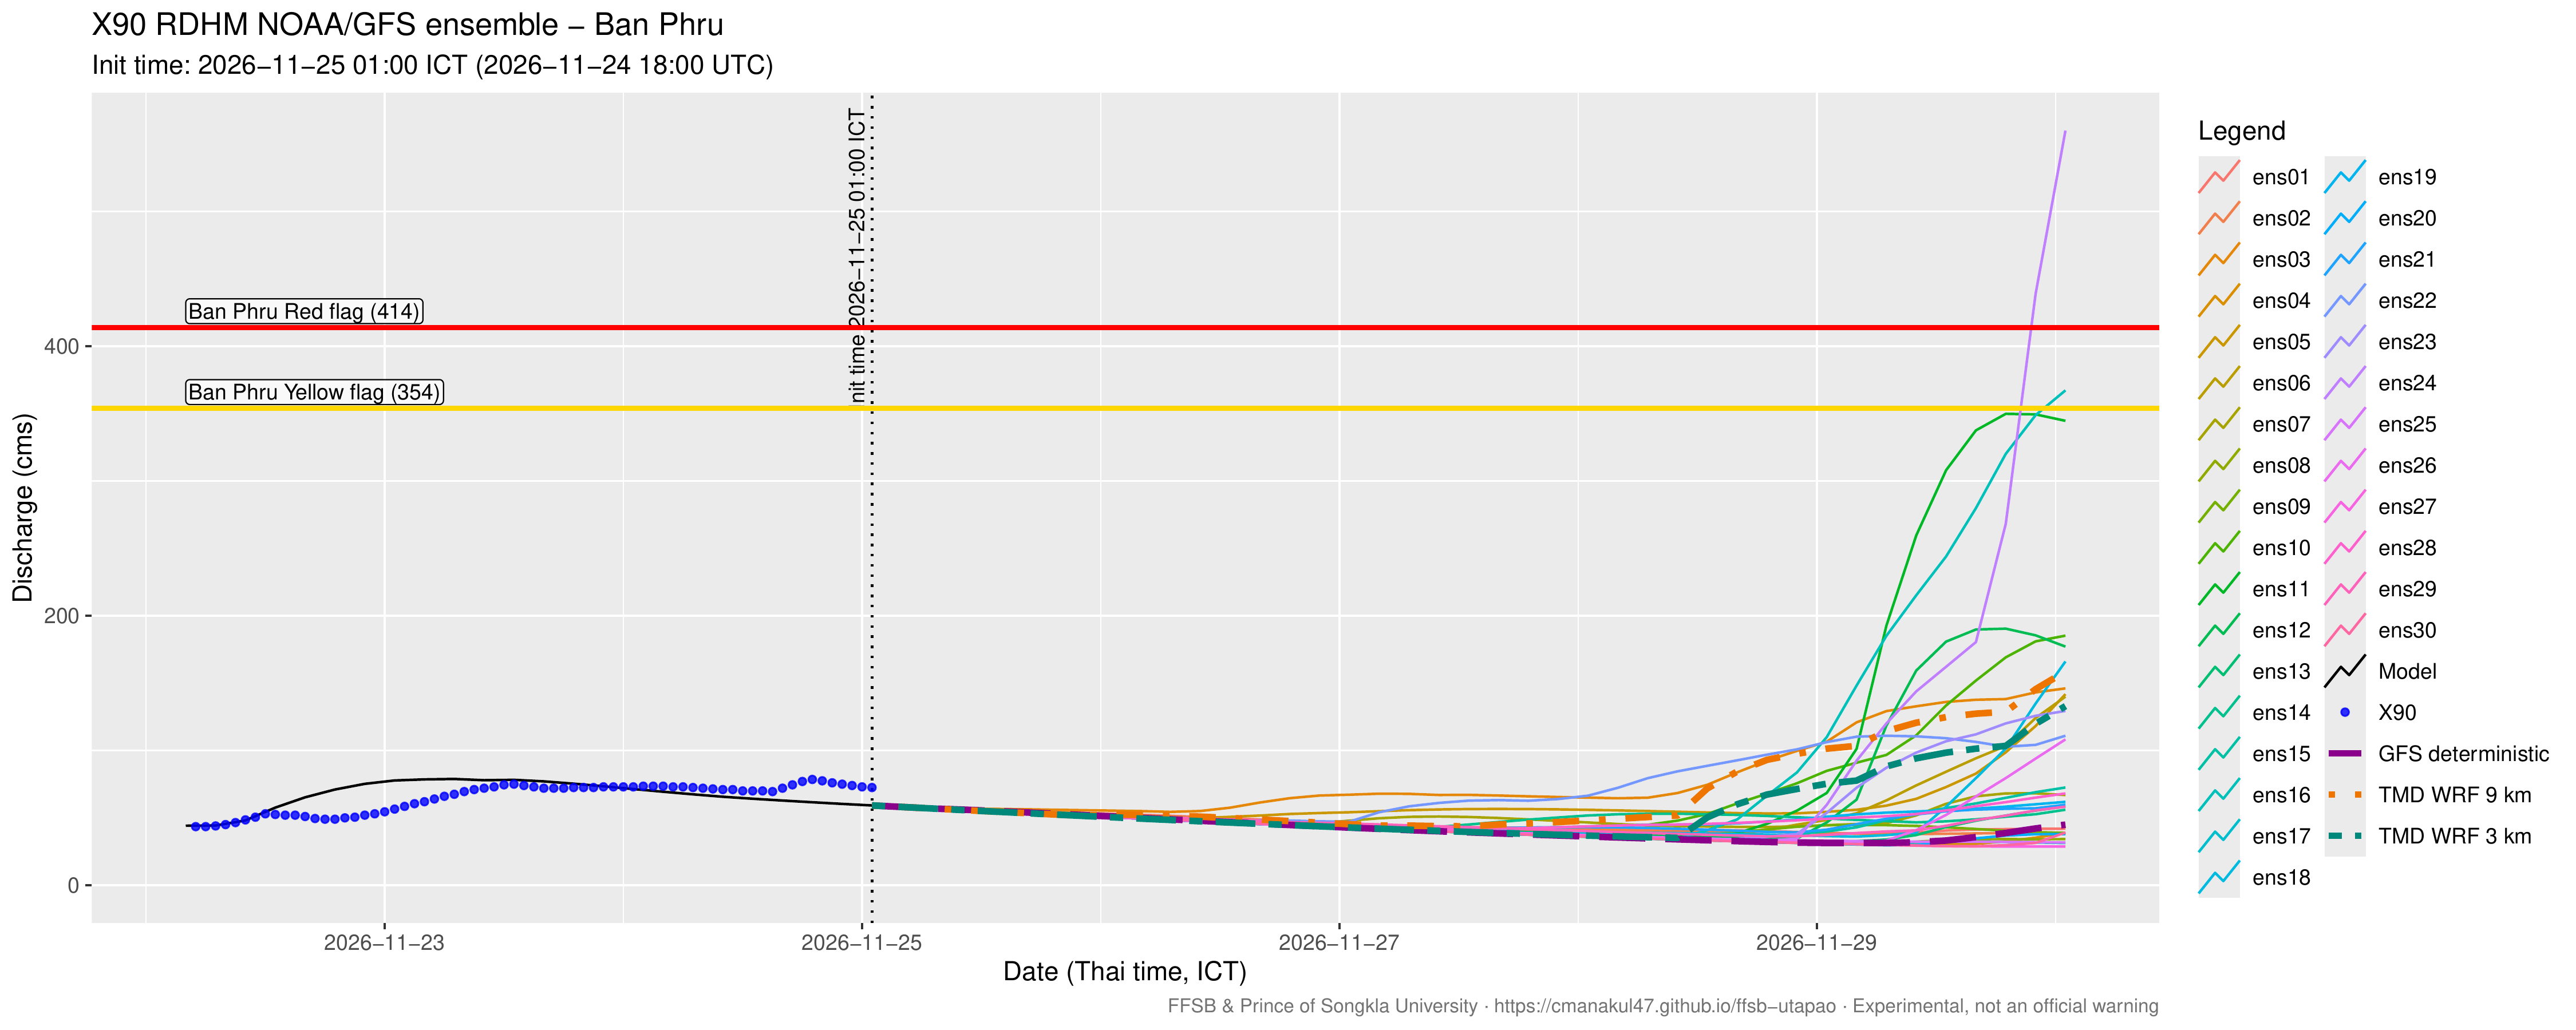 X90 RDHM NOAA/GFS ensemble – Ban Phru
Init time: 2026–11–25 01:00 ICT (2026–11–24 18:00 UTC)
Init time 2026–11–25 01:00 ICT
Ban Phru Red flag (414)
Ban Phru Yellow flag (354)
Discharge (cms)
400
200
0
2026–11–23
2026–11–25
2026–11–27
2026–11–29
Date (Thai time, ICT)
Legend
ens01
ens02
ens03
ens04
ens05
ens06
ens07
ens08
ens09
ens10
ens11
ens12
ens13
ens14
ens15
ens16
ens17
ens18
ens19
ens20
ens21
ens22
ens23
ens24
ens25
ens26
ens27
ens28
ens29
ens30
Model
X90
GFS deterministic
TMD WRF 9 km
TMD WRF 3 km
FFSB & Prince of Songkla University · https://cmanakul47.github.io/ffsb–utapao · Experimental, not an official warning